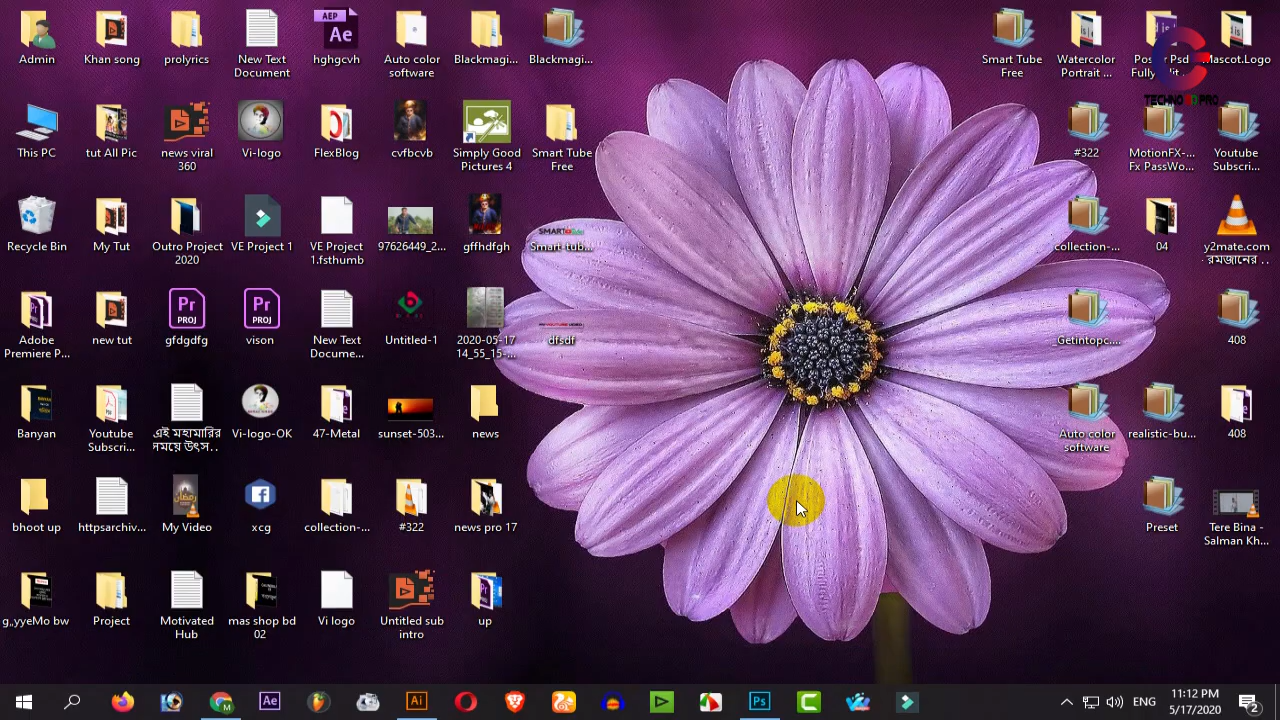 Admin
Khan song
prolyrics
New Text
Document
AEP
Ae
hghgcvh
Auto color
software
Blackmagi...
Blackmagi...
Smart Tube
Free
Watercolor
Portrait ...
Mascot.Logo
This PC
tut All Pic
news viral
360
Vi-logo
FlexBlog
cvfbcvb
Simply Good
Pictures 4
Smart Tube
Free
#322
MotionFX-...
Fx PassWo...
Youtube
Subscri...
Recycle Bin
My Tut
Outro Project
2020
VE Project 1
VE Project
1.fsthumb
97626449_2...
gffhdfgh
Smart-tub...
collection-...
04
y2mate.com
Adobe
Premiere P...
new tut
Pr
PROJ
gfdgdfg
Pr
PROJ
vison
New Text
Docume...
Untitled-1
2020-05-17
14_55_15-...
dfsdf
_Getintopc....
408
Banyan
Youtube
Subscri...
এই মহামারির
সময়ে উৎস..
Vi-logo-OK
47-Metal
sunset-503...
news
Auto color
software
realistic-bu...
408
bhoot up
httpsarchiv...
My Video
xcg
collection-...
#322
news pro 17
Preset
Tere Bina -
Salman Kh...
g,,yyeMo bw
Project
Motivated
Hub
mas shop bd
02
Vi logo
Untitled sub
intro
up
Ae
Ai
Ps
ENG
11:12 PM
5/17/2020
2